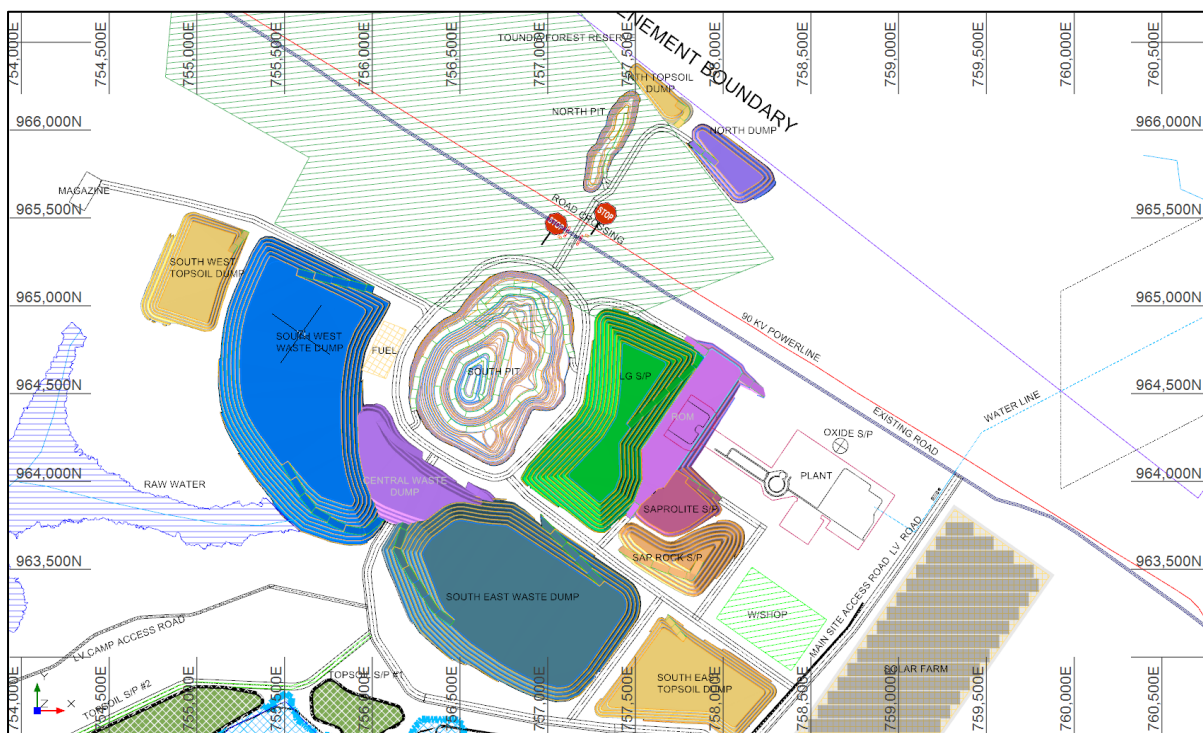 754,000E
754,500E
755,000E
755,500E
756,000E
756,500E
757,000E
757,500E
758,000E
758,500E
759,000E
759,500E
760,000E
760,500E
TOUNDA FOREST RESERVE
ENEMENT BOUNDARY
NTH TOPSOIL
DUMP
NORTH PIT
NORTH DUMP
966,000N
966,000N
MAGAZINE
965,500N
965,500N
ROAD CROSSING
STOP
STOP
SOUTH WEST
TOPSOIL DUMP
965,000N
965,000N
SOUTH WEST
WASTE DUMP
FUEL
90 KV POWERLINE
SOUTH PIT
LG S/P
964,500N
964,500N
ROM
WATER LINE
EXISTING ROAD
OXIDE S/P
PLANT
964,000N
964,000N
RAW WATER
CENTRAL WASTE
DUMP
SAPROLITE S/P
SAP ROCK S/P
963,500N
963,500N
SOUTH EAST WASTE DUMP
W/SHOP
MAIN SITE ACCESS ROAD
LV ROAD
LV CAMP ACCESS ROAD
SOLAR FARM
TOPSOIL S/P #2
TOPSOIL S/P #1
SOUTH EAST
TOPSOIL DUMP
Y
Z
X
754,000E
755,000E
755,500E
756,000E
756,500E
757,000E
757,500E
758,000E
758,500E
759,000E
759,500E
760,000E
760,500E